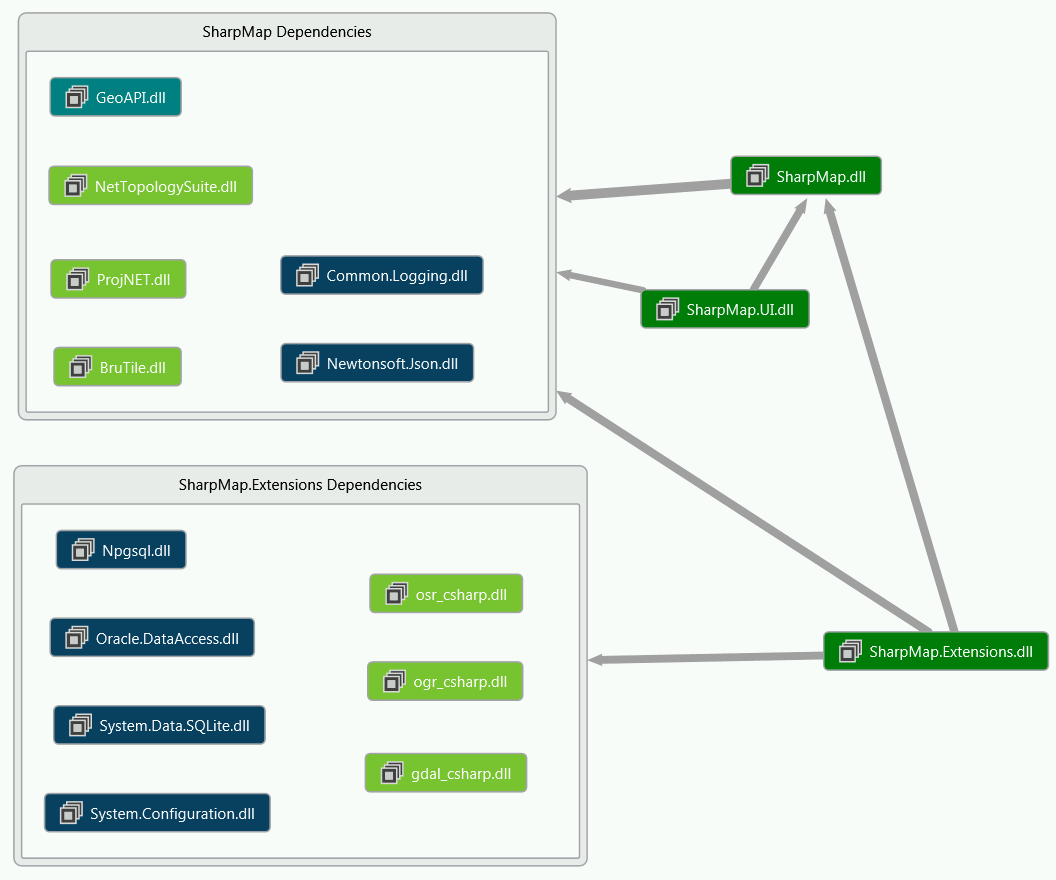 SharpMap Dependencies
GeoAPI.dll
NetTopologySuite.dll
ProjNET.dll
Common.Logging.dll
BruTile.dll
Newtonsoft.Json.dll
SharpMap.dll
SharpMap.UI.dll
SharpMap.Extensions Dependencies
Npgsql.dll
osr_csharp.dll
Oracle.DataAccess.dll
ogr_csharp.dll
System.Data.SQLite.dll
gdal_csharp.dll
System.Configuration.dll
SharpMap.Extensions.dll